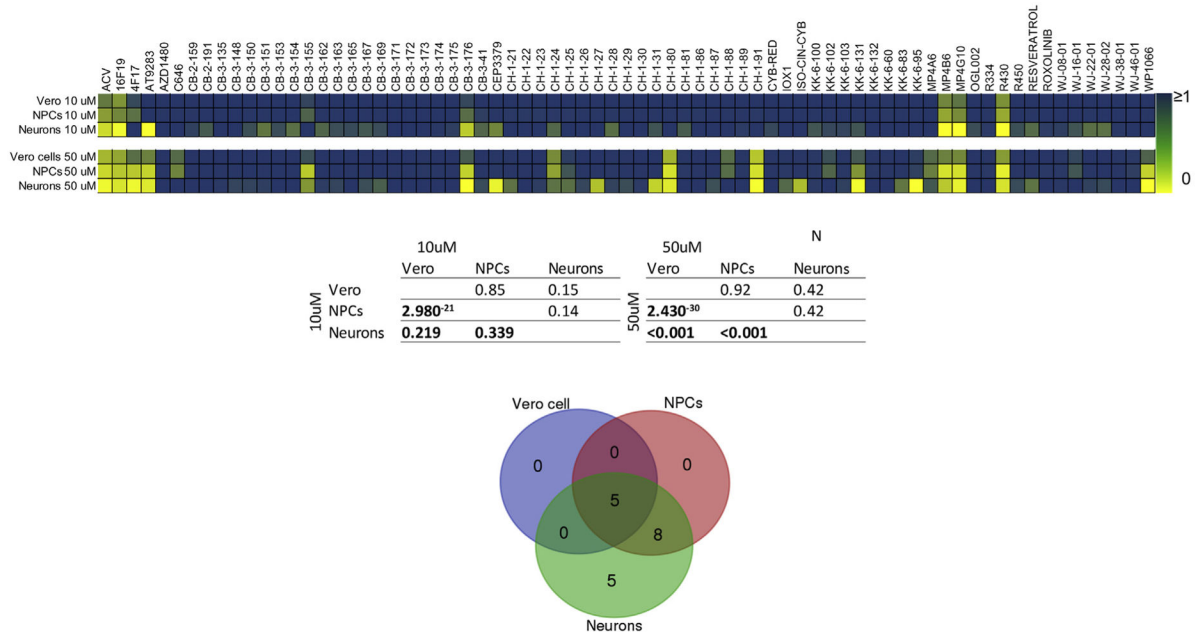 ACV
16F19
4F17
AT9283
AZD1480
C646
CB-2-159
CB-2-191
CB-3-135
CB-3-148
CB-3-150
CB-3-151
CB-3-153
CB-3-154
CB-3-155
CB-3-162
CB-3-163
CB-3-165
CB-3-167
CB-3-169
CB-3-171
CB-3-172
CB-3-173
CB-3-174
CB-3-175
CB-3-176
CB-3-41
CEP3379
CH-1-21
CH-1-22
CH-1-23
CH-1-24
CH-1-25
CH-1-26
CH-1-27
CH-1-28
CH-1-29
CH-1-30
CH-1-31
CH-1-80
CH-1-81
CH-1-86
CH-1-87
CH-1-88
CH-1-89
CH-1-91
CYB-RED
IOX1
ISO-CIN-CYB
KK-6-100
KK-6-102
KK-6-103
KK-6-131
KK-6-132
KK-6-60
KK-6-83
KK-6-95
MP4A6
MP4B6
MP4G10
OGL002
R334
R430
R450
RESVERATROL
ROXOLINIB
WJ-08-01
WJ-16-01
WJ-22-01
WJ-28-02
WJ-38-01
WJ-46-01
WP1066
Vero 10 uM
NPCs 10 uM
Neurons 10 uM
Vero cells 50 uM
NPCs 50 uM
Neurons 50 uM
≥1
0
N
10uM 50uM
Vero NPCs Neurons Vero NPCs Neurons
10uM
50uM
Vero 0.85 0.15 0.92 0.42
NPCs 2.980-21 0.14 2.430-30 0.42
Neurons 0.219 0.339 <0.001 <0.001
Vero cell NPCs
0 0 0
5
0 8
5
Neurons